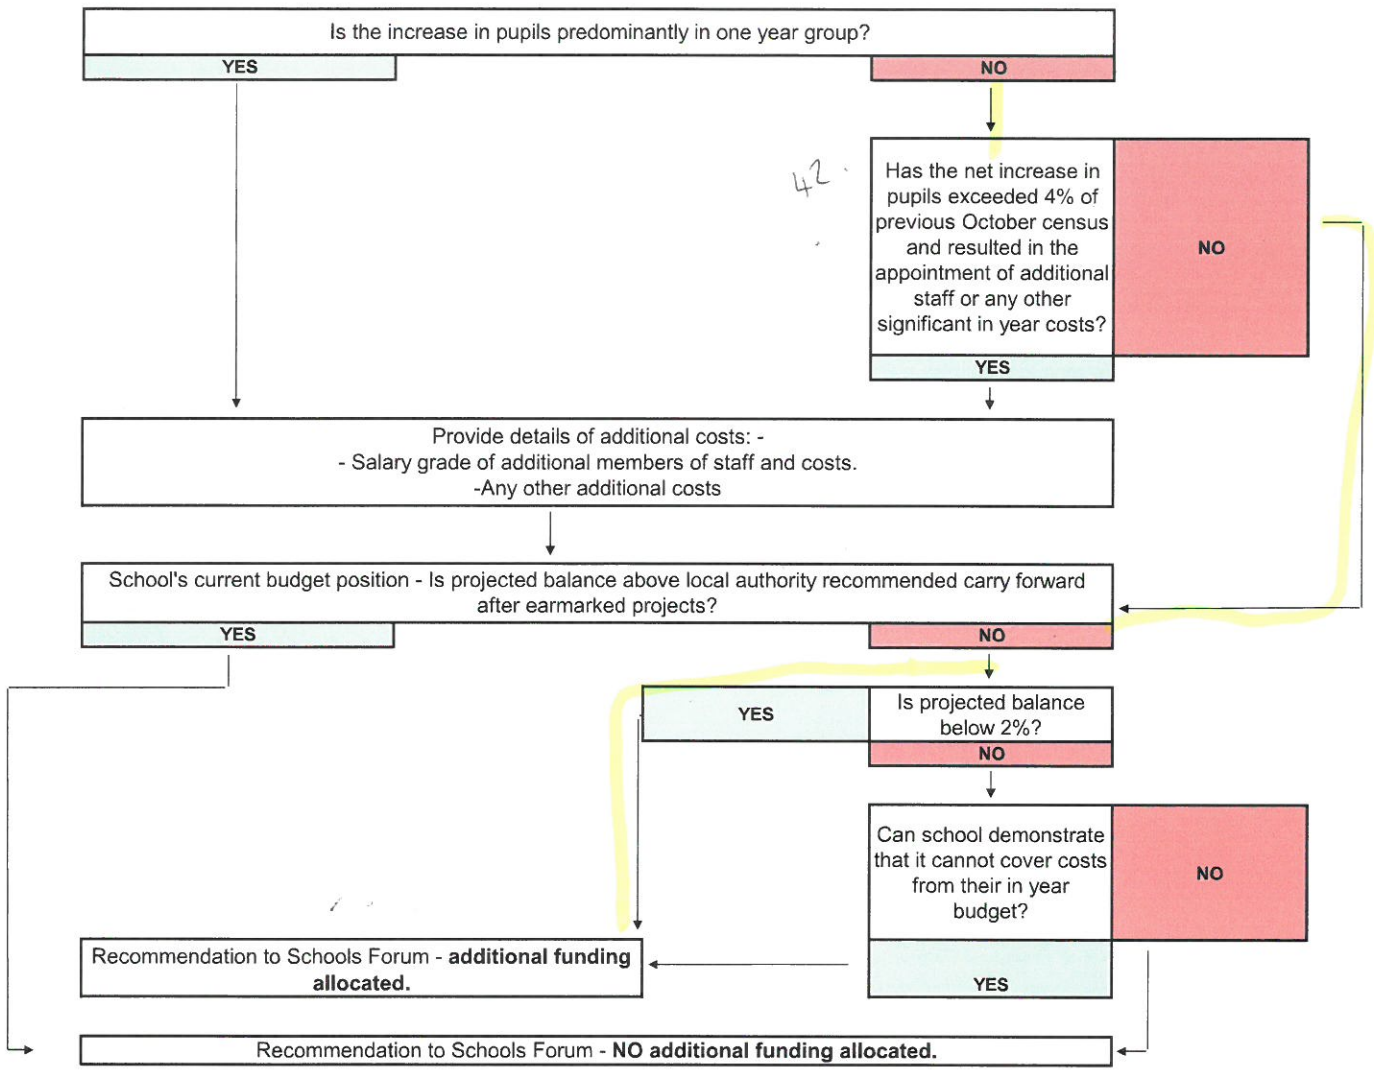 Is the increase in pupils predominantly in one year group?
YES
NO
42.
Has the net increase in
pupils exceeded 4% of
previous October census
and resulted in the
appointment of additional
staff or any other
significant in year costs?
NO
YES
Provide details of additional costs: -
- Salary grade of additional members of staff and costs.
-Any other additional costs
School's current budget position - Is projected balance above local authority recommended carry forward
after earmarked projects?
YES
NO
YES
Is projected balance
below 2%?
NO
Can school demonstrate
that it cannot cover costs
from their in year
budget?
NO
YES
Recommendation to Schools Forum - additional funding
allocated.
Recommendation to Schools Forum - NO additional funding allocated.